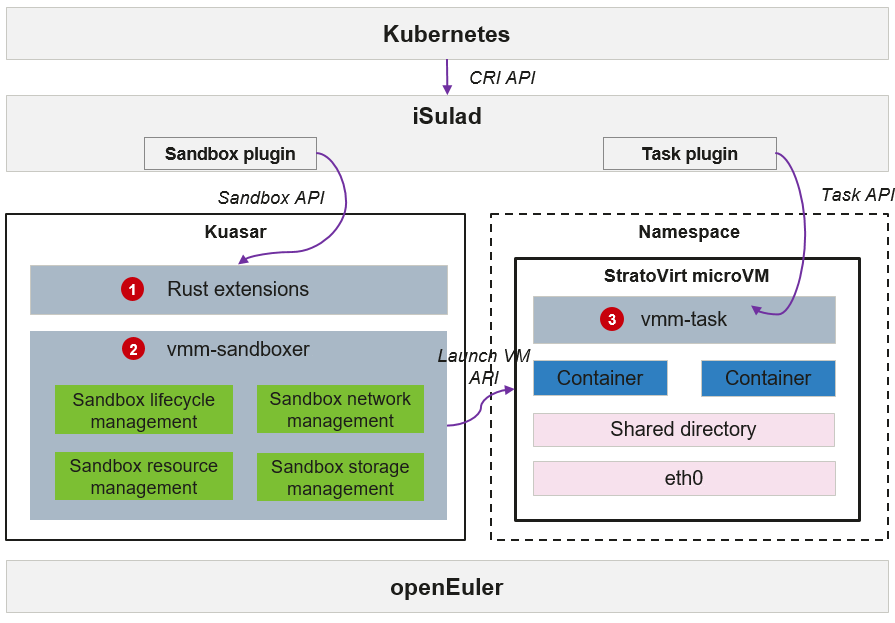 Kubernetes
CRI API
iSulad
Sandbox plugin
Task plugin
Sandbox API
Task API
Kuasar
1 Rust extensions
2 vmm-sandboxer
Sandbox lifecycle
management
Sandbox network
management
Sandbox resource
management
Sandbox storage
management
Launch VM
API
Namespace
StratoVirt microVM
3 vmm-task
Container
Container
Shared directory
eth0
openEuler